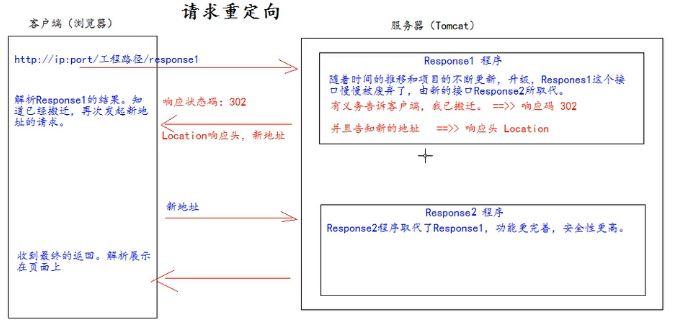 请求重定向
客户端（浏览器）
服务器（Tomcat）
http://ip:port/工程路径/response1
解析Response1的结果。知
道已经搬迁，再次发起新地
址的请求。
响应状态码：302
Location响应头，新地址
Response1 程序
随着时间的推移和项目的不断更新，升级，Respones1这个接
口慢慢被废弃了，由新的接口Response2所取代。
有义务告诉客户端，我已搬迁。 ==>> 响应码 302
并且告知新的地址 ==>> 响应头 Location
新地址
Response2 程序
Response2程序取代了Response1，功能更完善，安全性更高。
收到最终的返回。解析展示
在页面上